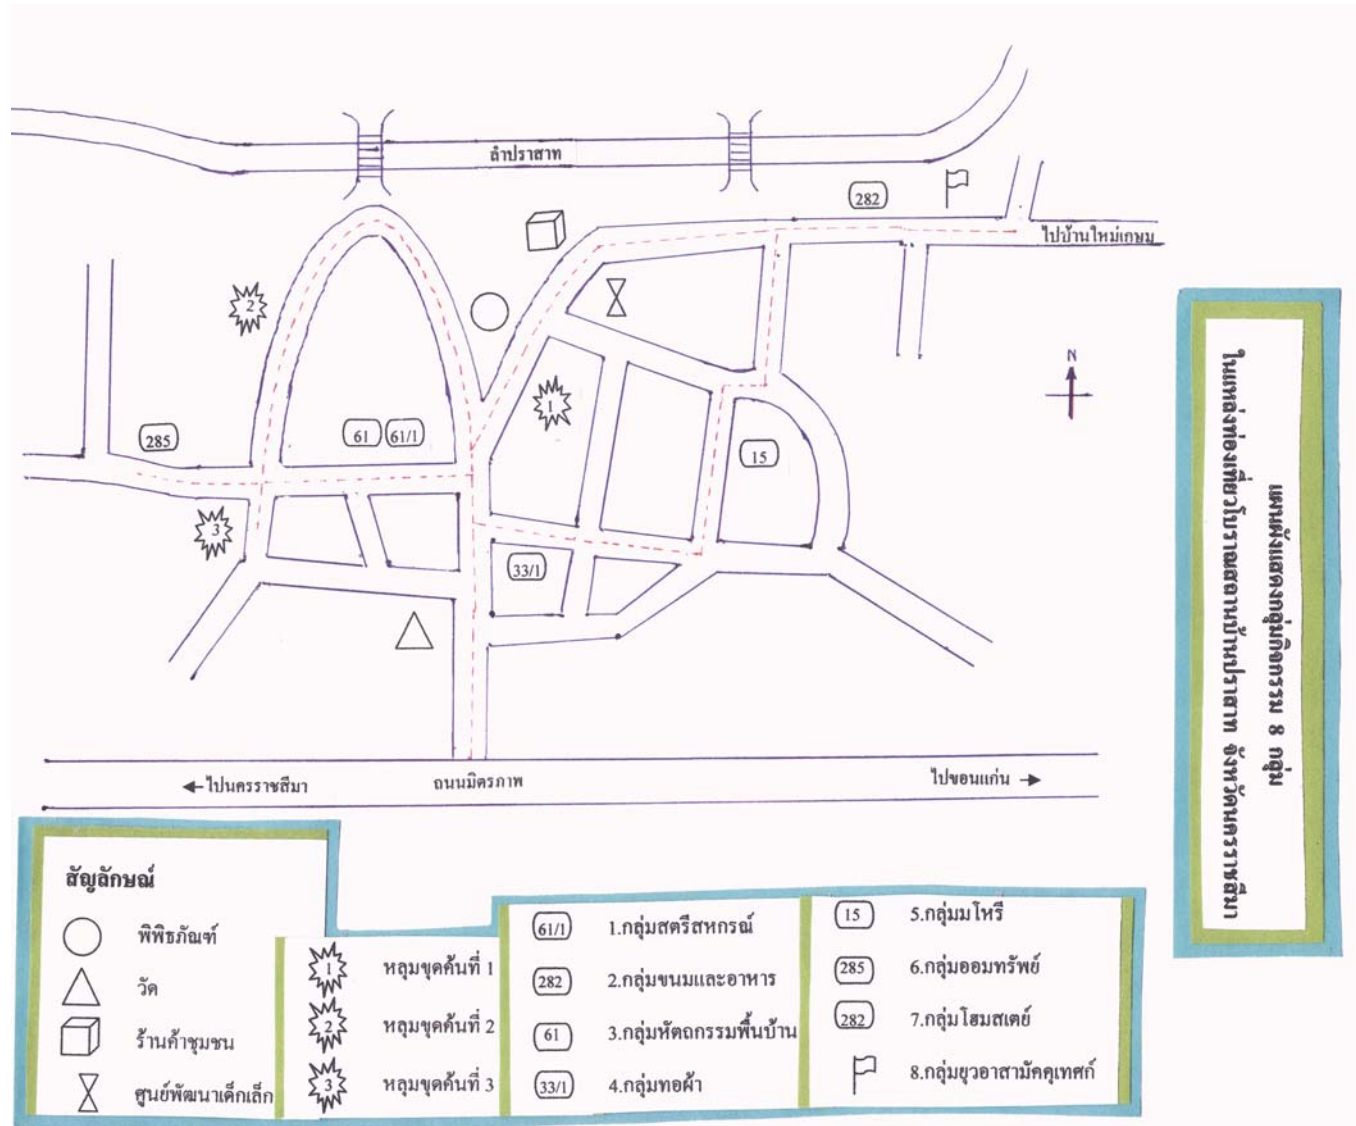 ลำปราสาท
282
ไปบ้านใหม่เกษม
2
N
1
285
61
61/1
15
3
33/1
←ไปนครราชสีมา
ถนนมิตรภาพ
ไปขอนแก่น →
แผนผังแสดงกลุ่มกิจกรรม 8 กลุ่ม
ในแหล่งท่องเที่ยวโบราณสถานบ้านปราสาท จังหวัดนครราชสีมา
สัญลักษณ์
พิพิธภัณฑ์
วัด
ร้านค้าชุมชน
ศูนย์พัฒนาเด็กเล็ก
1 หลุมขุดค้นที่ 1
2 หลุมขุดค้นที่ 2
3 หลุมขุดค้นที่ 3
61/1 1.กลุ่มสตรีสหกรณ์
282 2.กลุ่มขนมและอาหาร
61 3.กลุ่มหัตถกรรมพื้นบ้าน
33/1 4.กลุ่มทอผ้า
15 5.กลุ่มมโหรี
285 6.กลุ่มออมทรัพย์
282 7.กลุ่มโฮมสเตย์
8.กลุ่มยุวอาสามัคคุเทศก์